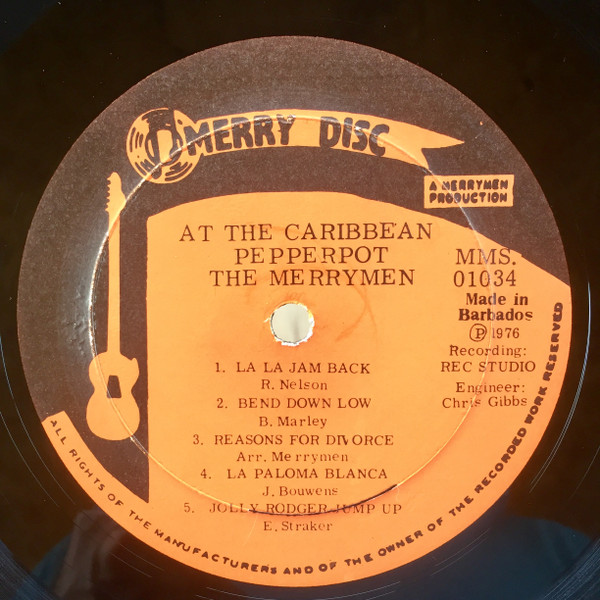 MERRY DISC
A MERRYMEN
PRODUCTION
AT THE CARIBBEAN
PEPPERPOT
THE MERRYMEN
MMS.
01034
Made in
Barbados
Ⓟ 1976
Recording:
REC STUDIO
Engineer:
Chris Gibbs
1. LA LA JAM BACK
R. Nelson
2. BEND DOWN LOW
B. Marley
3. REASONS FOR DIVORCE
Arr. Merrymen
4. LA PALOMA BLANCA
J. Bouwens
5. JOLLY RODGER JUMP UP
E. Straker
ALL RIGHTS OF THE MANUFACTURERS AND OF THE OWNER OF THE RECORDED WORK RESERVED